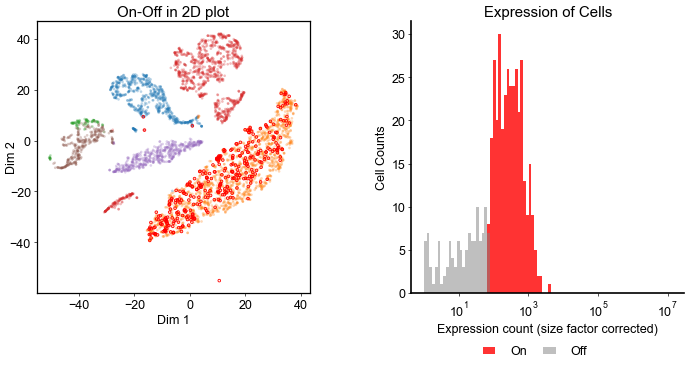 On-Off in 2D plot
40
20
0
−20
−40
Dim 2
−40 −20 0 20 40
Dim 1
Expression of Cells
30
25
20
15
10
5
0
Cell Counts
10^1 10^3 10^5 10^7
Expression count (size factor corrected)
On Off